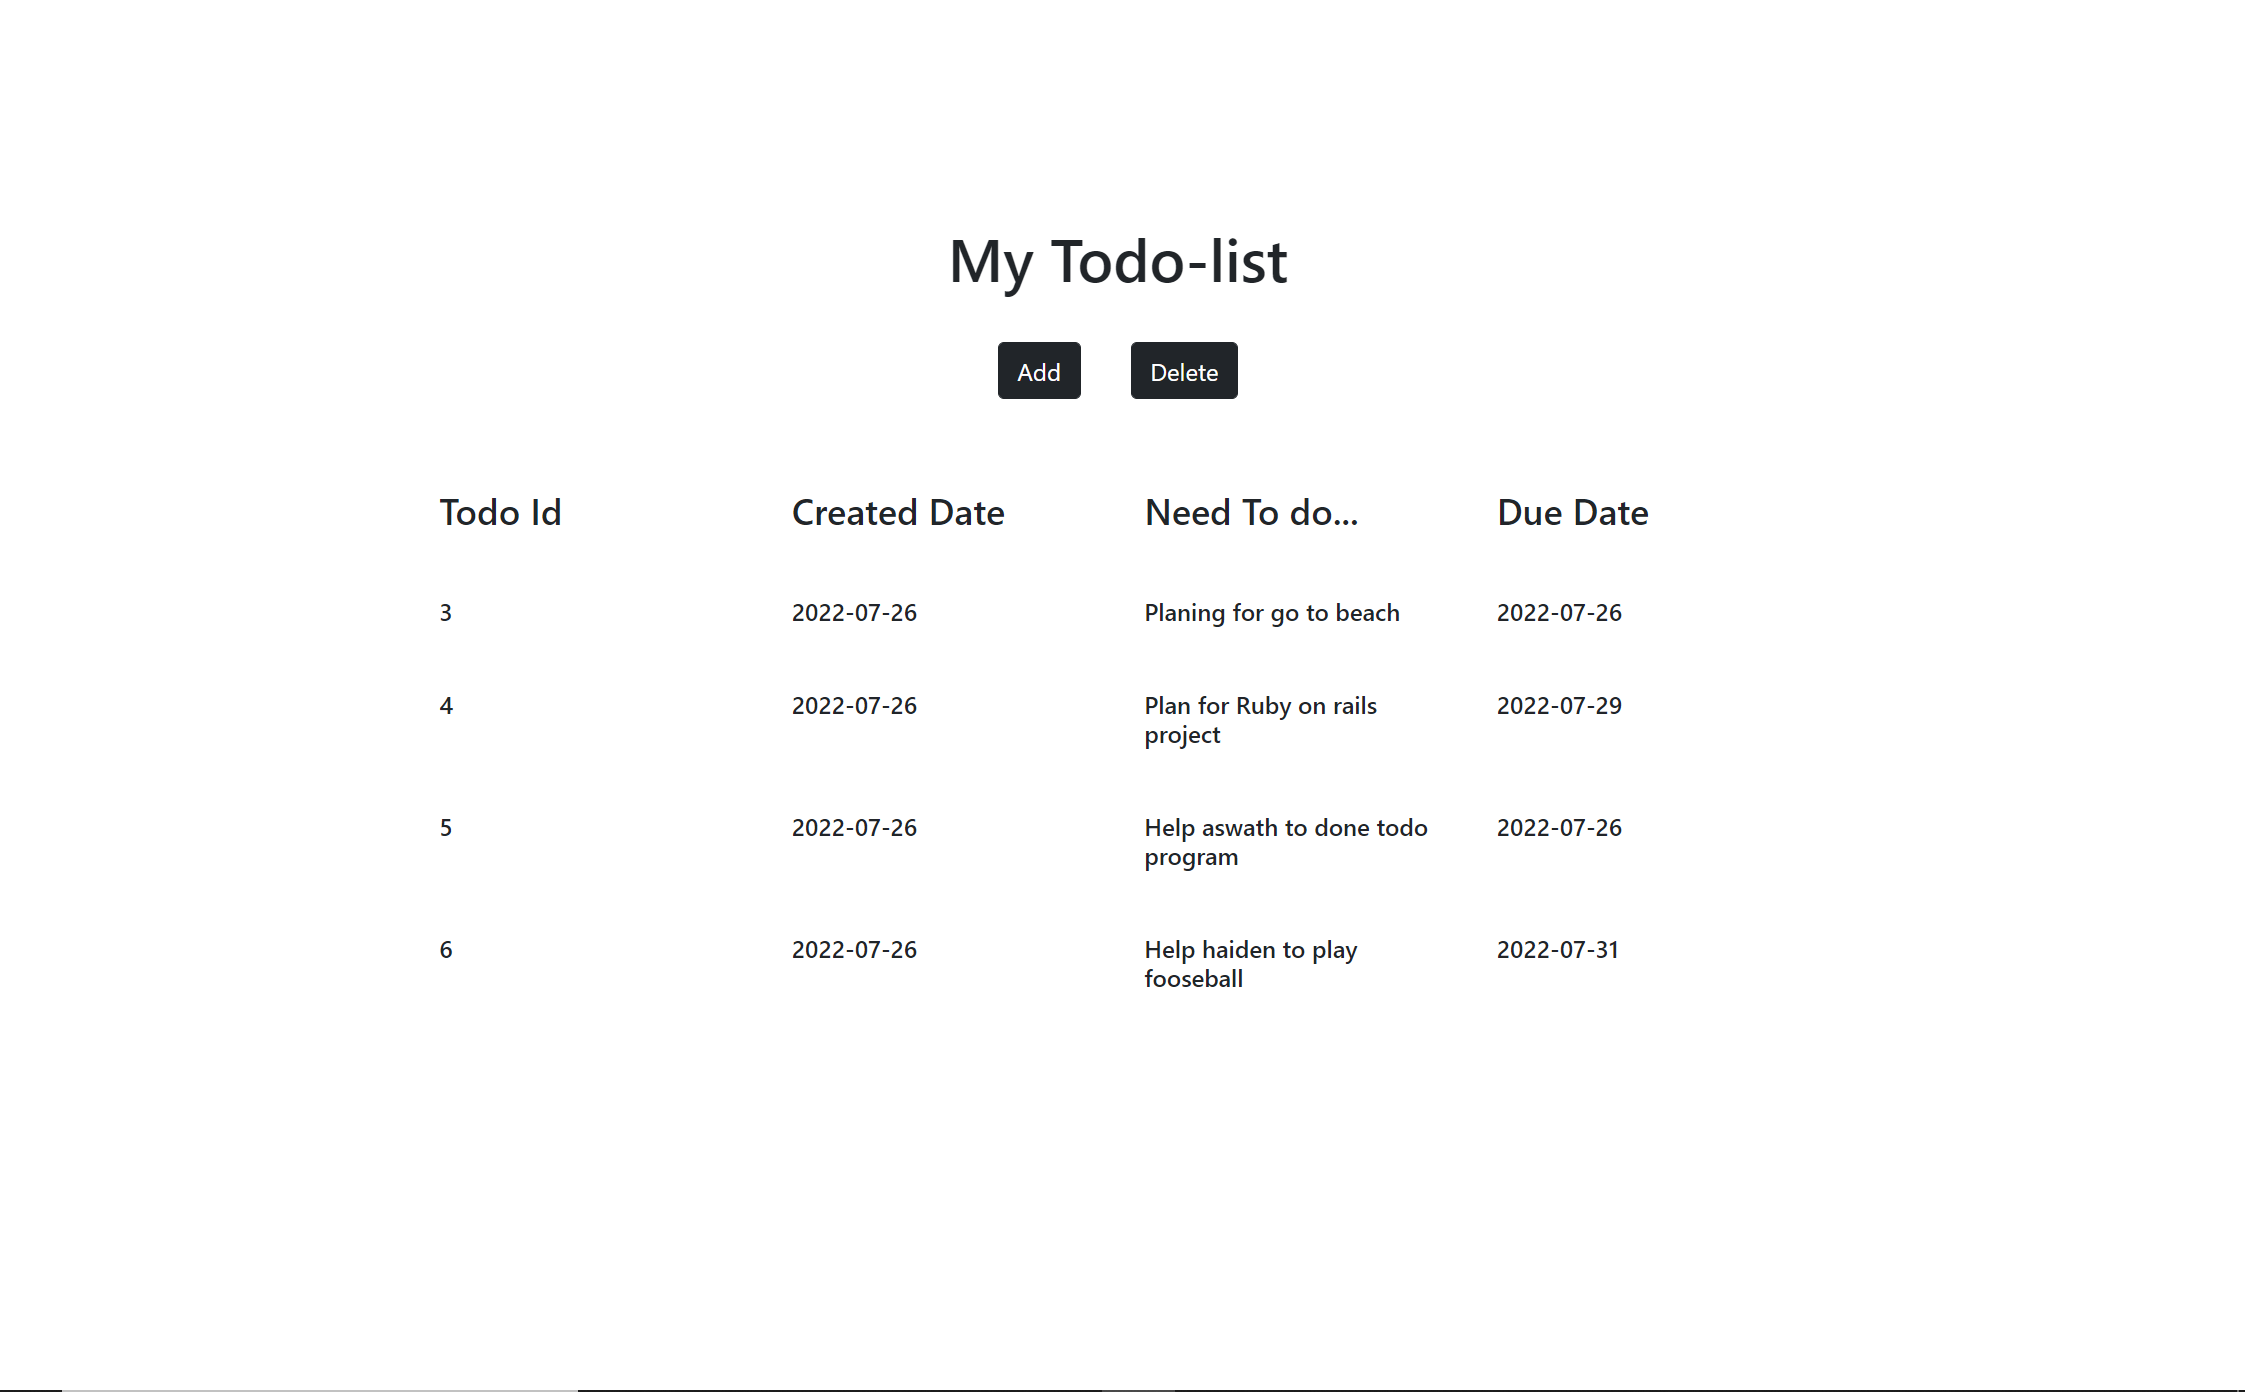 My Todo-list
Add Delete
Todo Id Created Date Need To do... Due Date
3 2022-07-26 Planing for go to beach 2022-07-26
4 2022-07-26 Plan for Ruby on rails 2022-07-29
project
5 2022-07-26 Help aswath to done todo 2022-07-26
program
6 2022-07-26 Help haiden to play 2022-07-31
fooseball